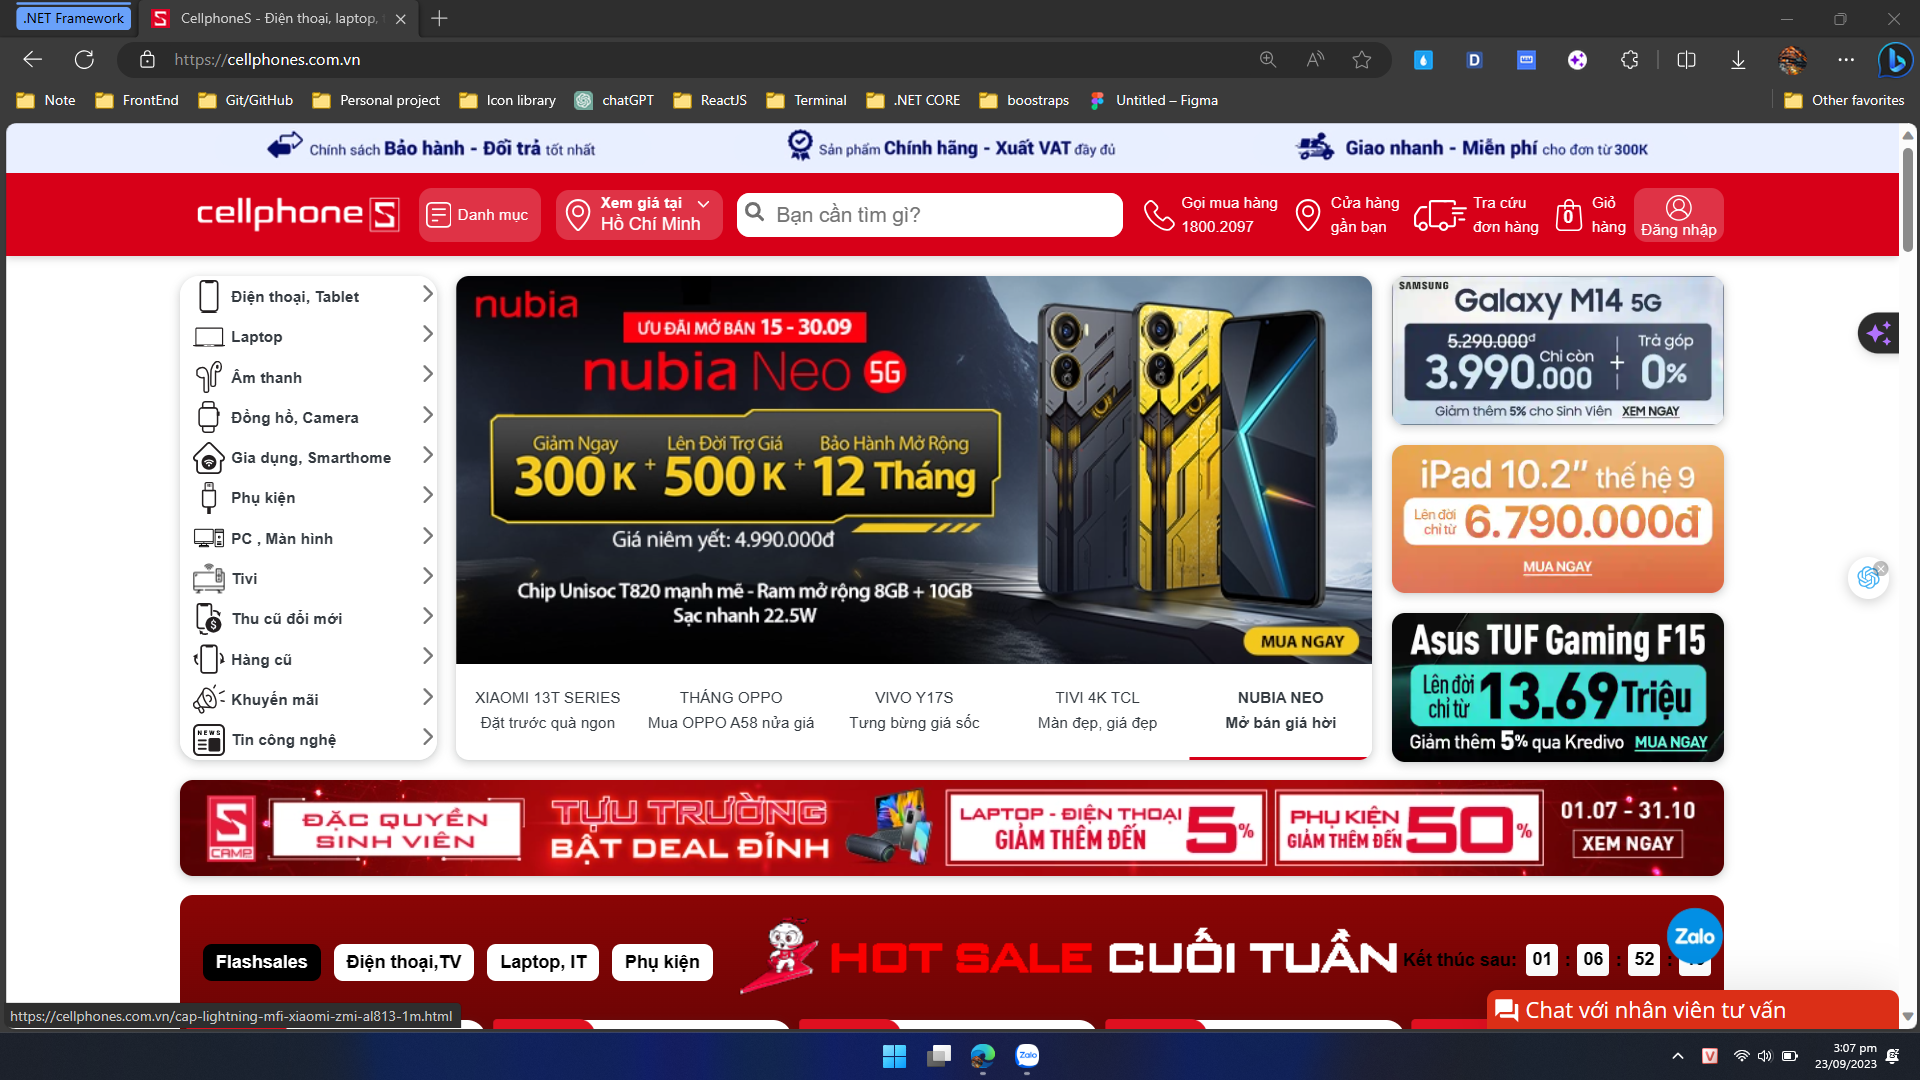 .NET Framework
CellphoneS - Điện thoại, laptop,
https://cellphones.com.vn
Note
FrontEnd
Git/GitHub
Personal project
Icon library
chatGPT
ReactJS
Terminal
.NET CORE
boostraps
Untitled – Figma
Other favorites
Chính sách Bảo hành - Đổi trả tốt nhất
Sản phẩm Chính hãng - Xuất VAT đầy đủ
Giao nhanh - Miễn phí cho đơn từ 300K
cellphoneS
Danh mục
Xem giá tại
Hồ Chí Minh
Bạn cần tìm gì?
Gọi mua hàng
1800.2097
Cửa hàng
gần bạn
Tra cứu
đơn hàng
0
Giỏ
hàng
Đăng nhập
Điện thoại, Tablet
Laptop
Âm thanh
Đồng hồ, Camera
Gia dụng, Smarthome
Phụ kiện
PC , Màn hình
Tivi
Thu cũ đổi mới
Hàng cũ
Khuyến mãi
NEWS
Tin công nghệ
nubia
ƯU ĐÃI MỞ BÁN 15 - 30.09
nubia Neo 5G
Giảm Ngay
300K
+
Lên Đời Trợ Giá
500K
+
Bảo Hành Mở Rộng
12 Tháng
Giá niêm yết: 4.990.000đ
Chip Unisoc T820 mạnh mẽ - Ram mở rộng 8GB + 10GB
Sạc nhanh 22.5W
MUA NGAY
XIAOMI 13T SERIES
Đặt trước quà ngon
THÁNG OPPO
Mua OPPO A58 nửa giá
VIVO Y17S
Tưng bừng giá sốc
TIVI 4K TCL
Màn đẹp, giá đẹp
NUBIA NEO
Mở bán giá hời
SAMSUNG
Galaxy M14 5G
5.290.000đ
Chỉ còn
3.990.000
+
Trả góp
0%
Giảm thêm 5% cho Sinh Viên XEM NGAY
iPad 10.2” thế hệ 9
Lên đời
chỉ từ
6.790.000đ
MUA NGAY
Asus TUF Gaming F15
Lên đời
chỉ từ
13.69 Triệu
Giảm thêm 5% qua Kredivo MUA NGAY
S
CAMP
ĐẶC QUYỀN
SINH VIÊN
TỰU TRƯỜNG
BẬT DEAL ĐỈNH
LAPTOP - ĐIỆN THOẠI
GIẢM THÊM ĐẾN
5%
PHỤ KIỆN
GIẢM THÊM ĐẾN
50%
01.07 - 31.10
XEM NGAY
Flashsales
Điện thoại,TV
Laptop, IT
Phụ kiện
HOT SALE CUỐI TUẦN
Kết thúc sau: 01 : 06 : 52 :
Zalo
Chat với nhân viên tư vấn
https://cellphones.com.vn/cap-lightning-mfi-xiaomi-zmi-al813-1m.html
Zalo
V
3:07 pm
23/09/2023